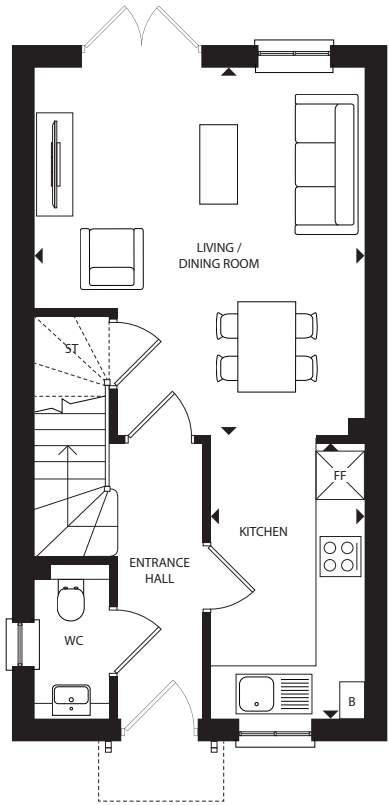 LIVING /
DINING ROOM
ST
FF
KITCHEN
ENTRANCE
HALL
WC
B